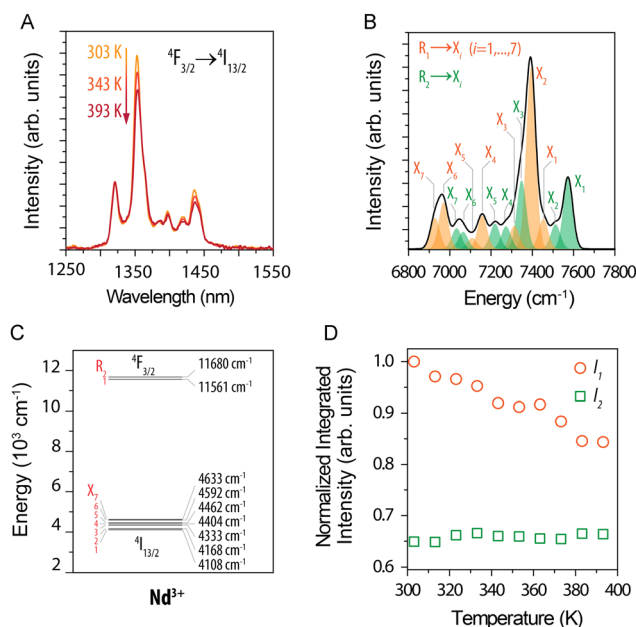 A
303 K
343 K
393 K
⁴F₃/₂→⁴I₁₃/₂
Intensity (arb. units)
1250 1350 1450 1550
Wavelength (nm)
B
R₁→Xᵢ (i=1,...,7)
R₂→Xᵢ
X₂
X₃
X₃
X₅
X₄
X₁
X₆
X₇
X₇
X₆
X₅
X₄
X₂
X₁
Intensity (arb. units)
6800 7000 7200 7400 7600 7800
Energy (cm⁻¹)
C
12
10
6
4
2
Energy (10³ cm⁻¹)
R₂
1
⁴F₃/₂
11680 cm⁻¹
11561 cm⁻¹
X₇
6
5
4
3
2
1
4633 cm⁻¹
4592 cm⁻¹
4462 cm⁻¹
4404 cm⁻¹
4333 cm⁻¹
4168 cm⁻¹
4108 cm⁻¹
⁴I₁₃/₂
Nd³⁺
D
I₁
I₂
1.0
0.9
0.8
0.7
0.6
Normalized Integrated
Intensity (arb. units)
300 320 340 360 380 400
Temperature (K)